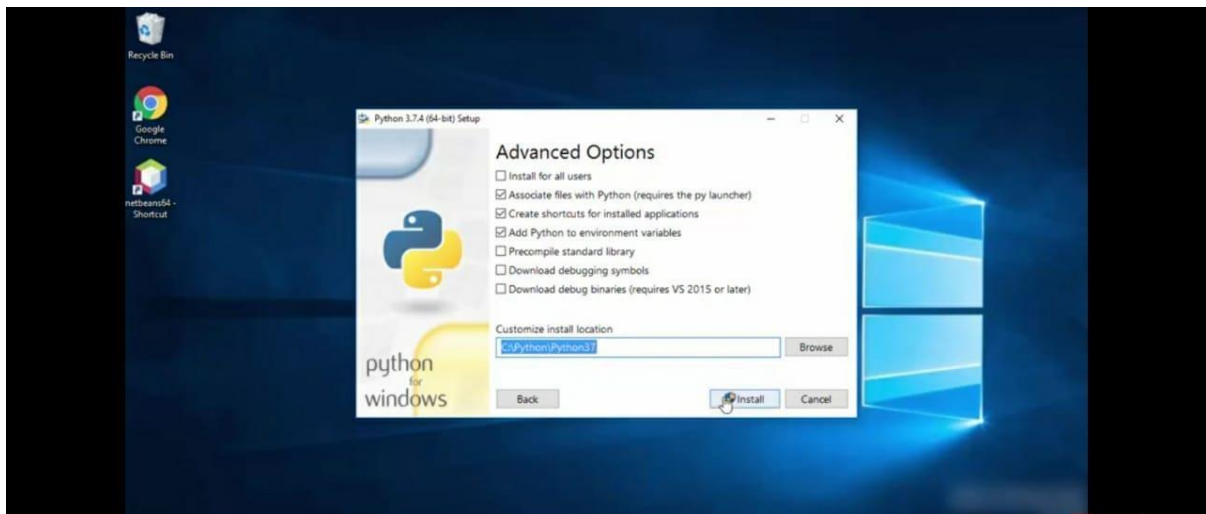 Recycle Bin
Google
Chrome
netbeans64 -
Shortcut
Python 3.7.4 (64-bit) Setup
Advanced Options
Install for all users
Associate files with Python (requires the py launcher)
Create shortcuts for installed applications
Add Python to environment variables
Precompile standard library
Download debugging symbols
Download debug binaries (requires VS 2015 or later)
Customize install location
C:\Python\Python37
Browse
python
for
windows
Back
Install
Cancel